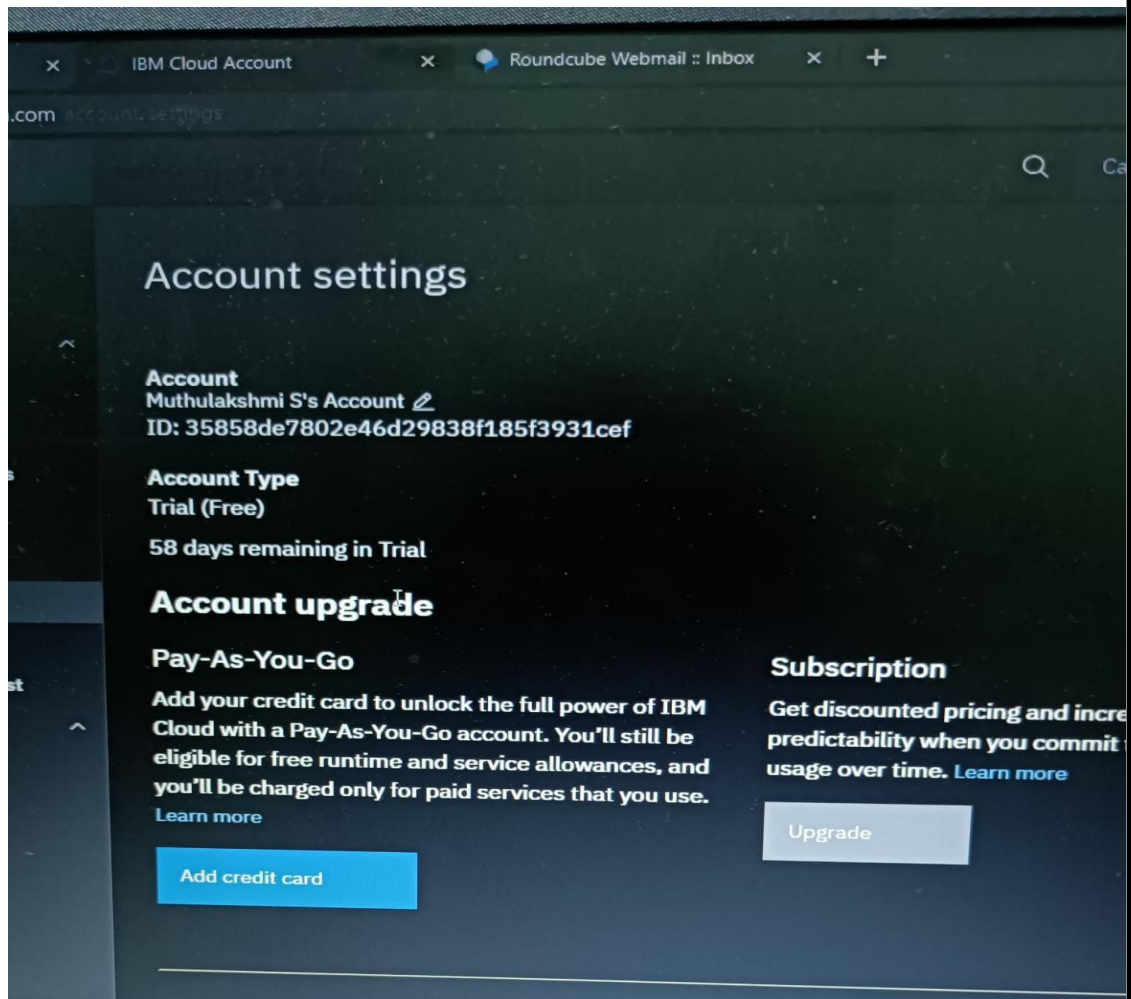 IBM Cloud Account
Roundcube Webmail :: Inbox
.com account-settings
Ca
Account settings
Account
Muthulakshmi S's Account
ID: 35858de7802e46d29838f185f3931cef
s
Account Type
Trial (Free)
58 days remaining in Trial
Account upgrade
Pay-As-You-Go
st
Add your credit card to unlock the full power of IBM
Cloud with a Pay-As-You-Go account. You'll still be
eligible for free runtime and service allowances, and
you'll be charged only for paid services that you use.
Learn more
Add credit card
Subscription
Get discounted pricing and incre
predictability when you commit
usage over time. Learn more
Upgrade